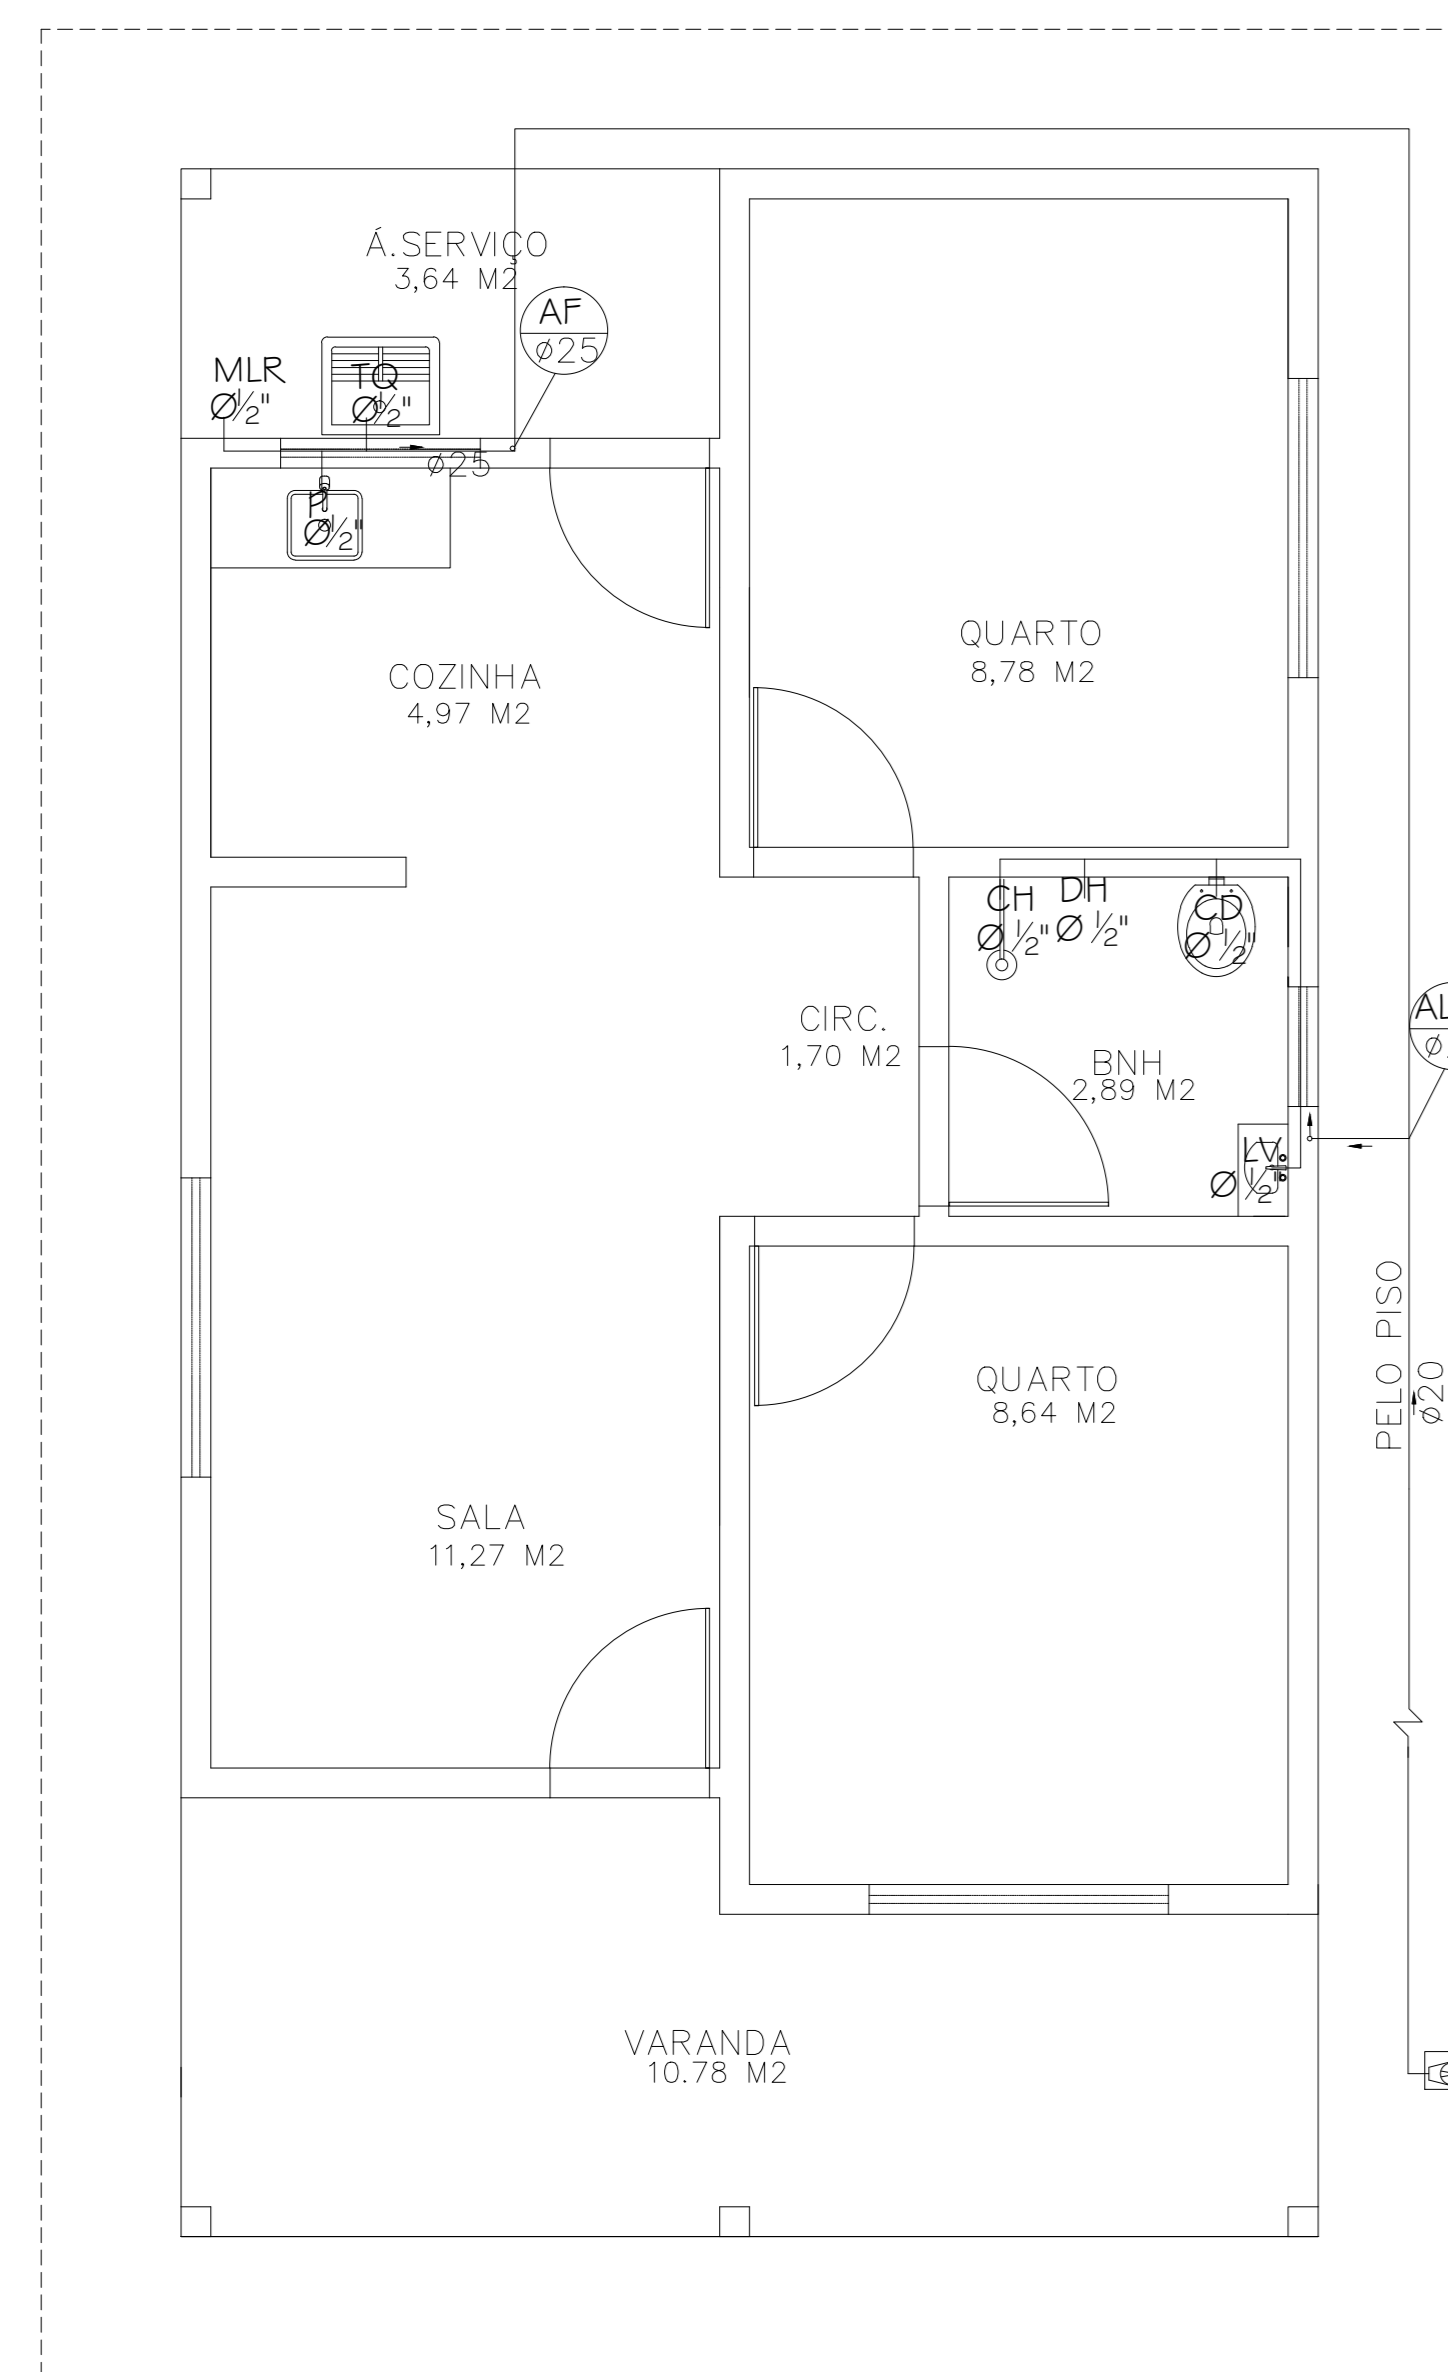 Á.SERVIÇO
3,64 M2
AF
ø25
MLR
Ø½"
TQ
Ø½"
ø25
P
Ø½"
QUARTO
8,78 M2
COZINHA
4,97 M2
CH
Ø ½"
DH
Ø ½"
CD
Ø ½"
CIRC.
1,70 M2
AL
ø
BNH
2,89 M2
LV
Ø ½"
PELO PISO
ø20
QUARTO
8,64 M2
SALA
11,27 M2
VARANDA
10.78 M2